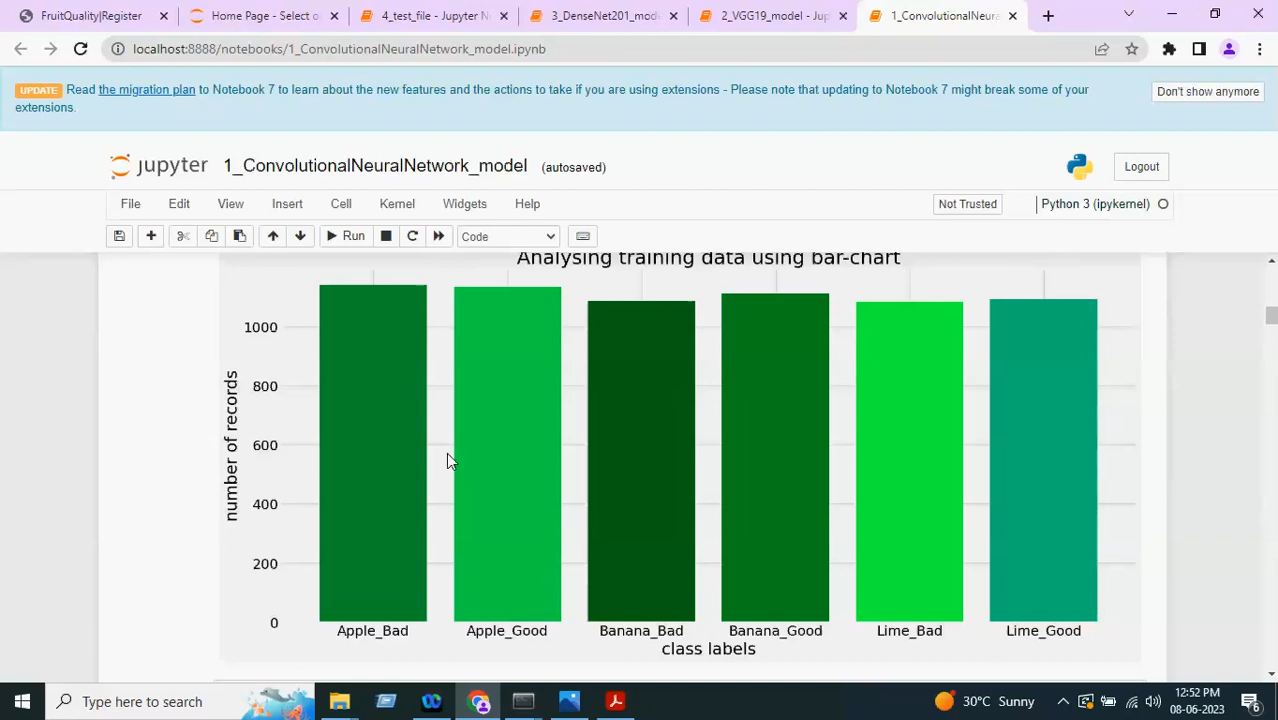 FruitQuality|Register
Home Page - Select o
4_test_file - Jupyter N
3_DenseNet201_mode
2_VGG19_model - Jup
1_ConvolutionalNeural
localhost:8888/notebooks/1_ConvolutionalNeuralNetwork_model.ipynb
UPDATE Read the migration plan to Notebook 7 to learn about the new features and the actions to take if you are using extensions - Please note that updating to Notebook 7 might break some of your
extensions.
Don't show anymore
jupyter 1_ConvolutionalNeuralNetwork_model (autosaved)
Logout
File Edit View Insert Cell Kernel Widgets Help
Not Trusted
Python 3 (ipykernel)
Run
Code
Analysing training data using bar-chart
1000
800
600
400
200
0
number of records
Apple_Bad Apple_Good Banana_Bad Banana_Good Lime_Bad Lime_Good
class labels
Type here to search
30°C Sunny
12:52 PM
08-06-2023
6